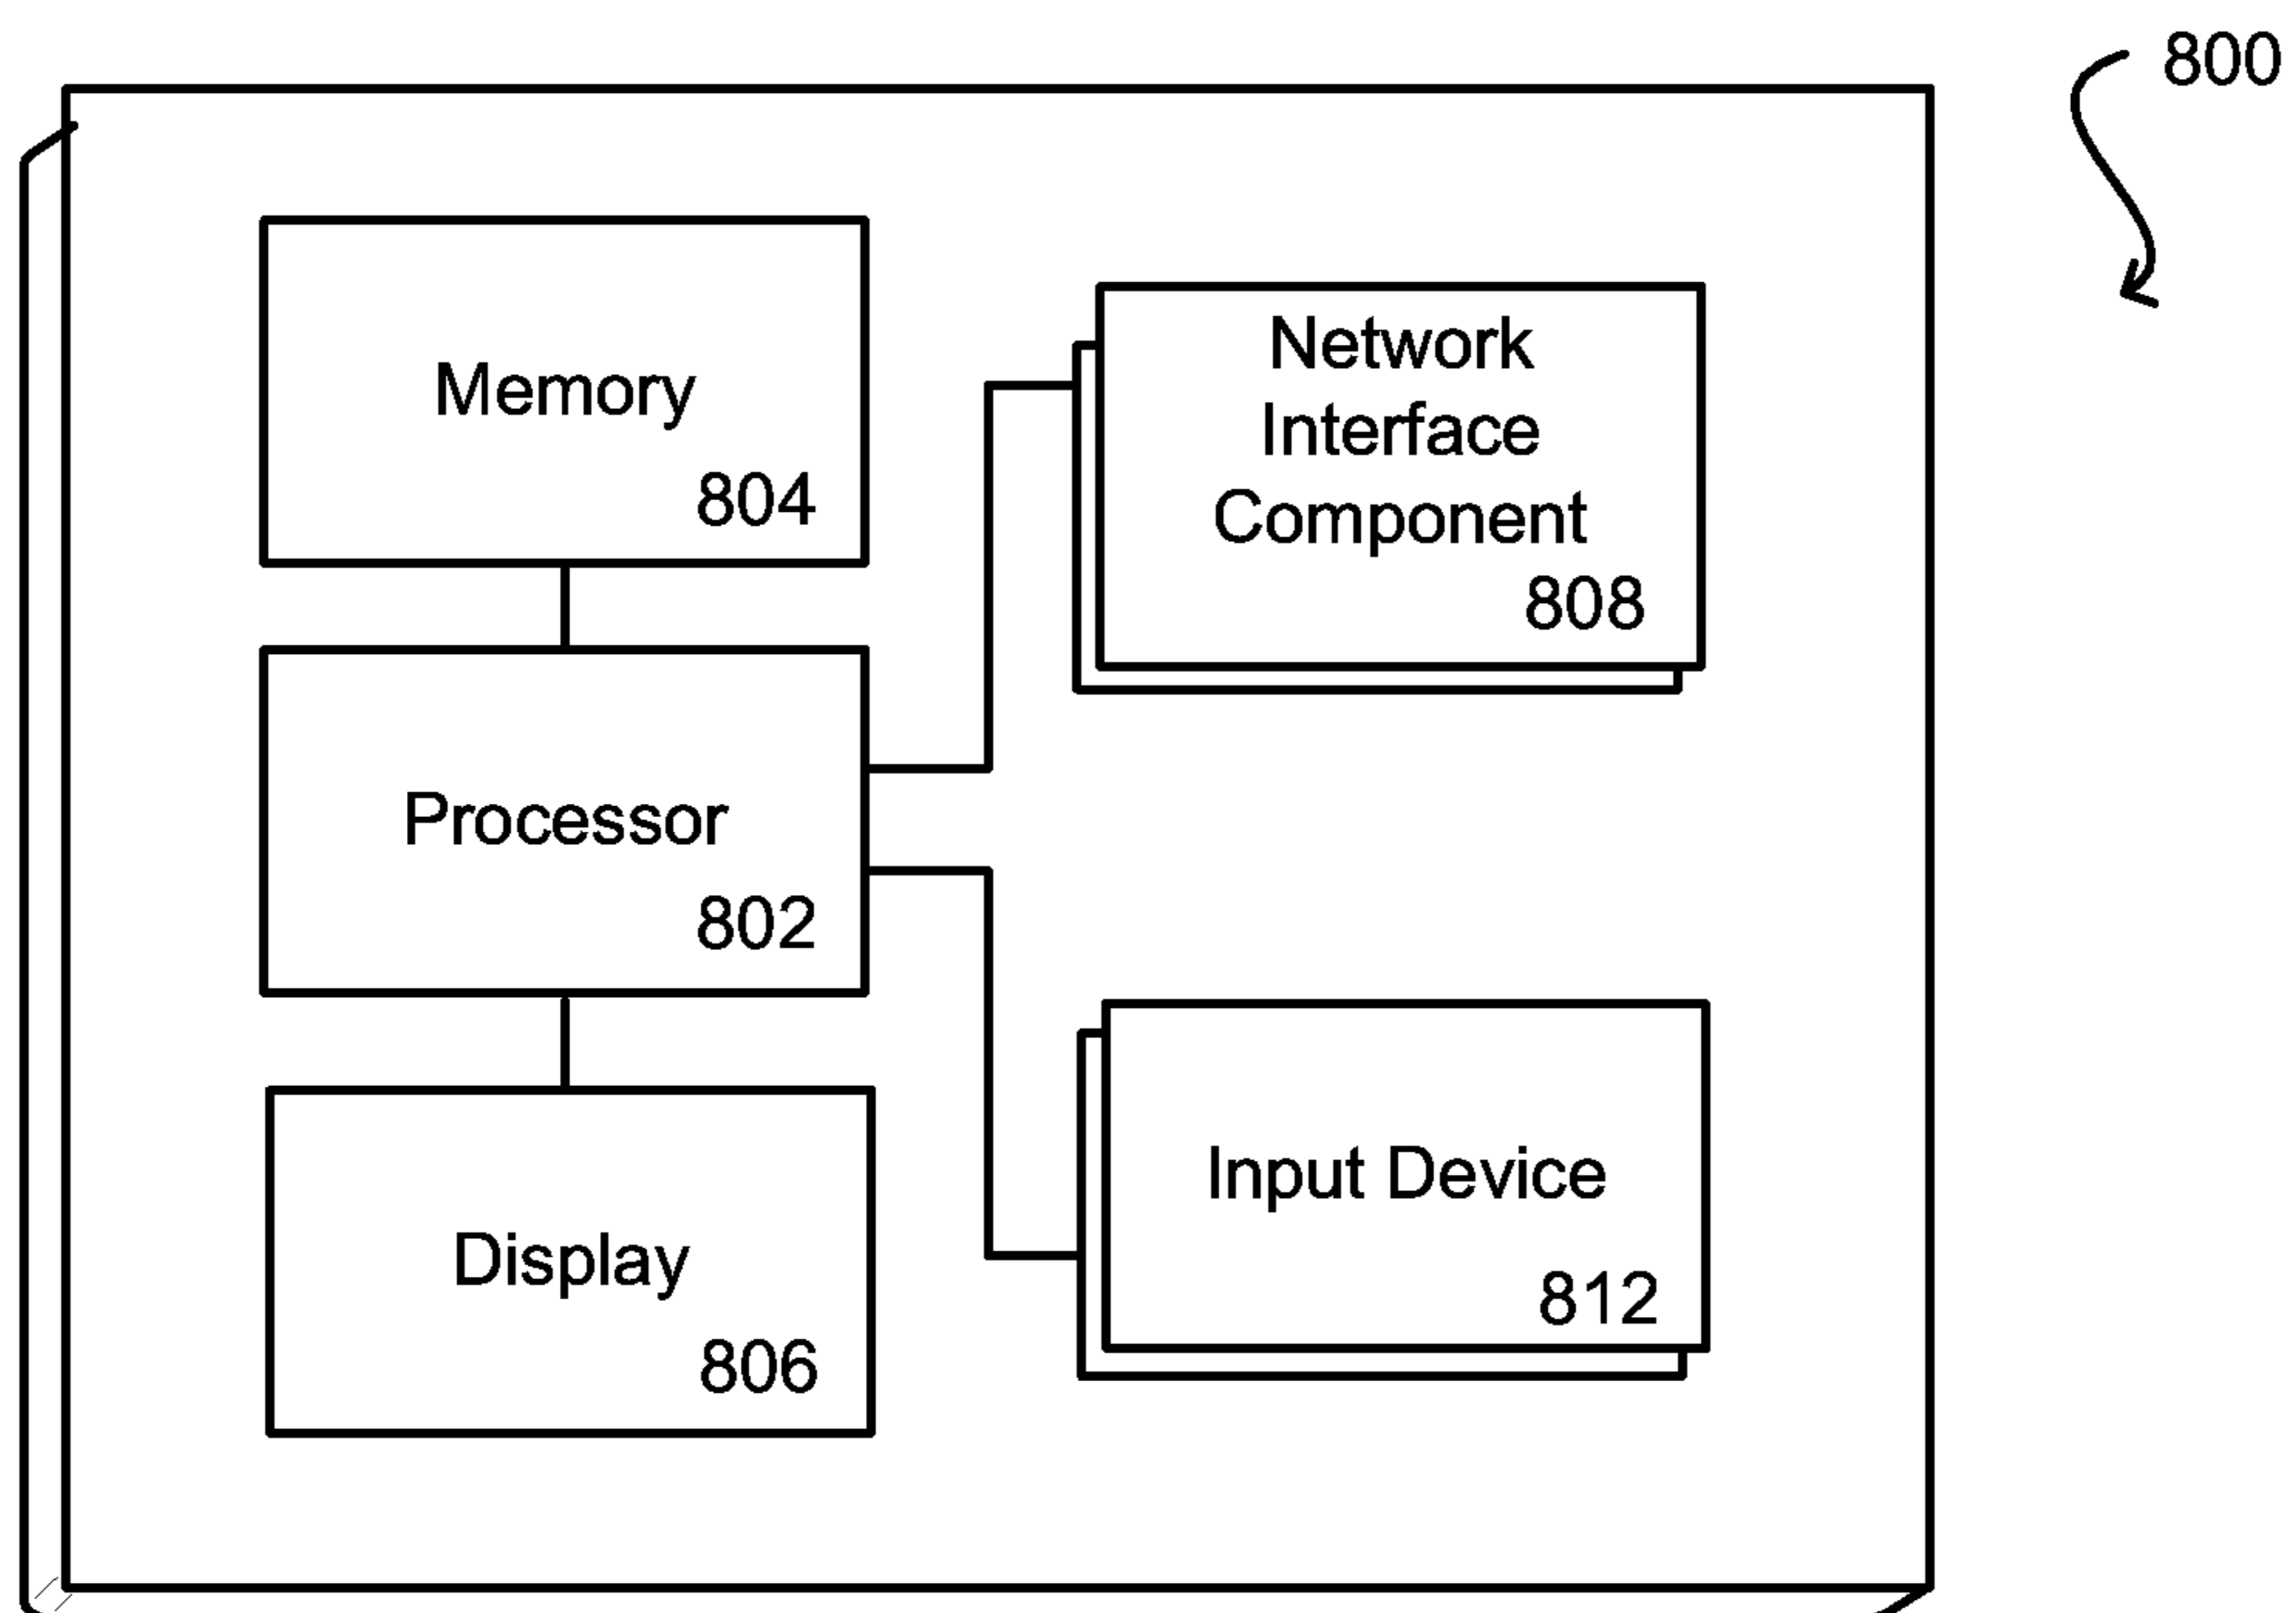 800
Memory
804
Network
Interface
Component
808
Processor
802
Input Device
812
Display
806